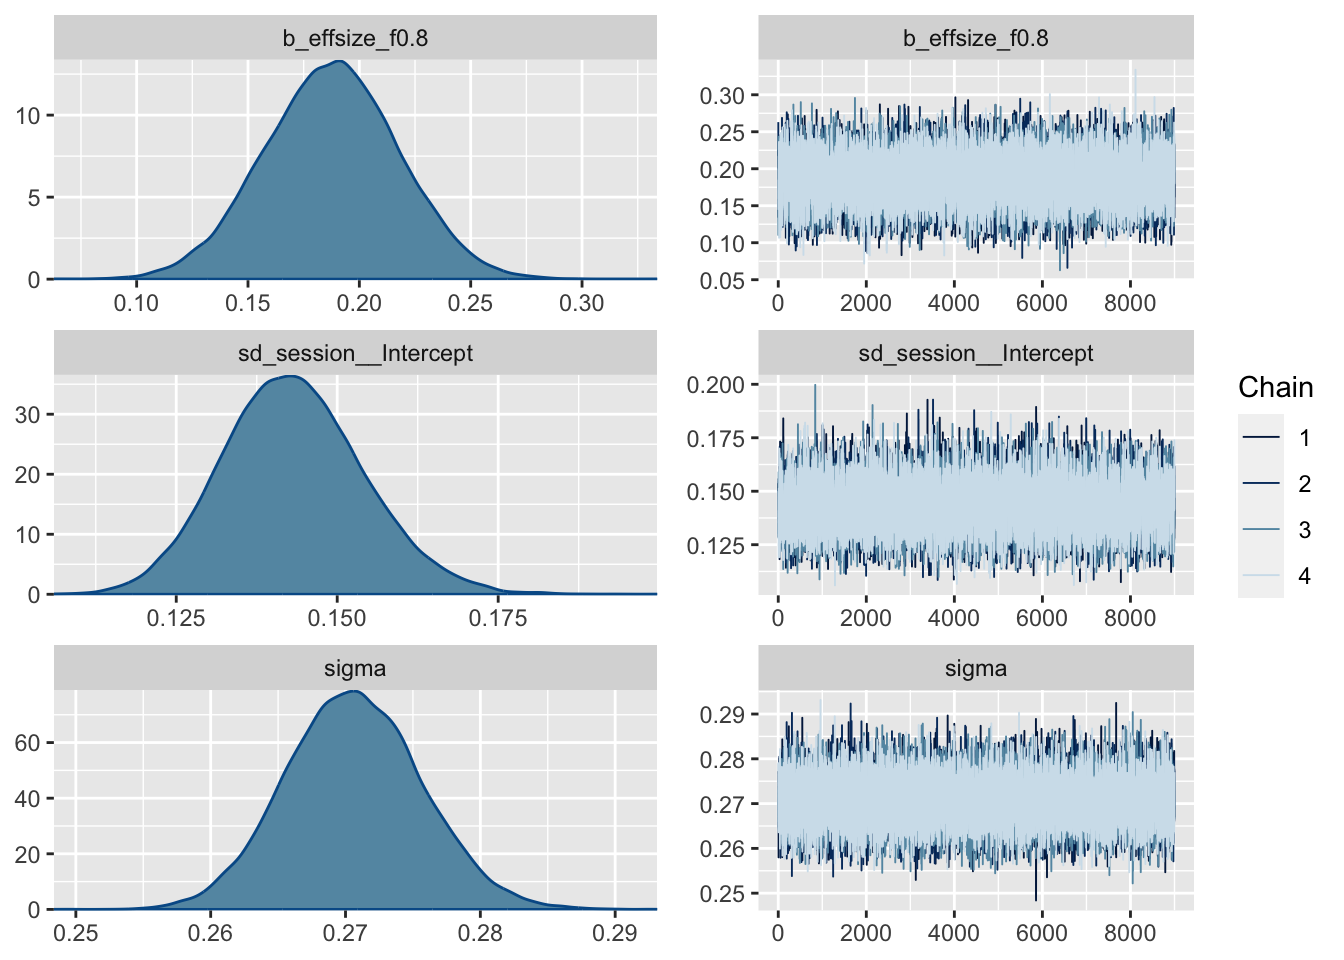 b_effsize_f0.8
10
5
0
0.10 0.15 0.20 0.25 0.30
b_effsize_f0.8
0.30
0.25
0.20
0.15
0.10
0.05
0 2000 4000 6000 8000
sd_session__Intercept
30
20
10
0
0.125 0.150 0.175
sd_session__Intercept
0.200
0.175
0.150
0.125
0 2000 4000 6000 8000
sigma
60
40
20
0
0.25 0.26 0.27 0.28 0.29
sigma
0.29
0.28
0.27
0.26
0.25
0 2000 4000 6000 8000
Chain
1
2
3
4